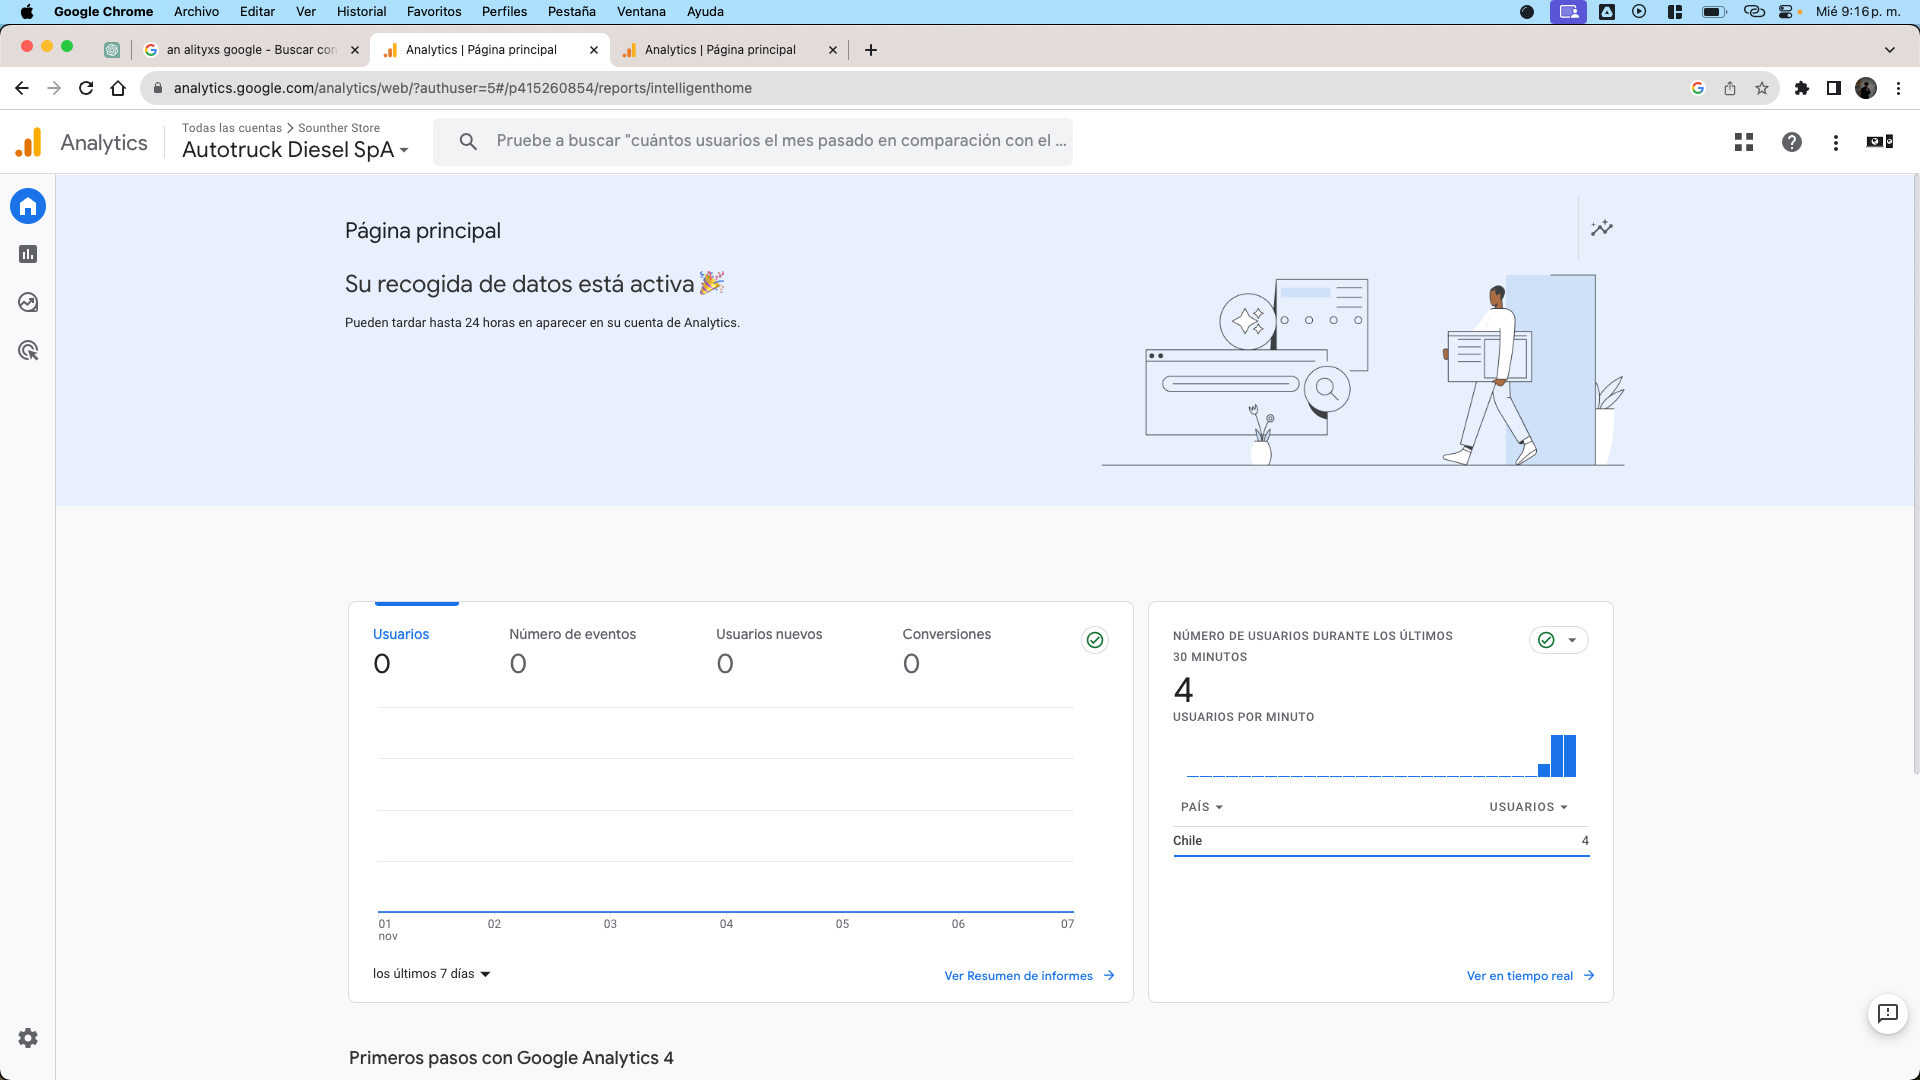 Google Chrome Archivo Editar Ver Historial Favoritos Perfiles Pestaña Ventana Ayuda Mié 9:16 p. m.
an alityxs google - Buscar con
Analytics | Página principal
Analytics | Página principal
analytics.google.com/analytics/web/?authuser=5#/p415260854/reports/intelligenthome
Analytics
Todas las cuentas > Sounther Store
Autotruck Diesel SpA
Pruebe a buscar "cuántos usuarios el mes pasado en comparación con el ...
Página principal
Su recogida de datos está activa
Pueden tardar hasta 24 horas en aparecer en su cuenta de Analytics.
Usuarios Número de eventos Usuarios nuevos Conversiones
0 0 0 0
01 02 03 04 05 06 07
nov
los últimos 7 días
Ver Resumen de informes
NÚMERO DE USUARIOS DURANTE LOS ÚLTIMOS
30 MINUTOS
4
USUARIOS POR MINUTO
PAÍS USUARIOS
Chile 4
Ver en tiempo real
Primeros pasos con Google Analytics 4